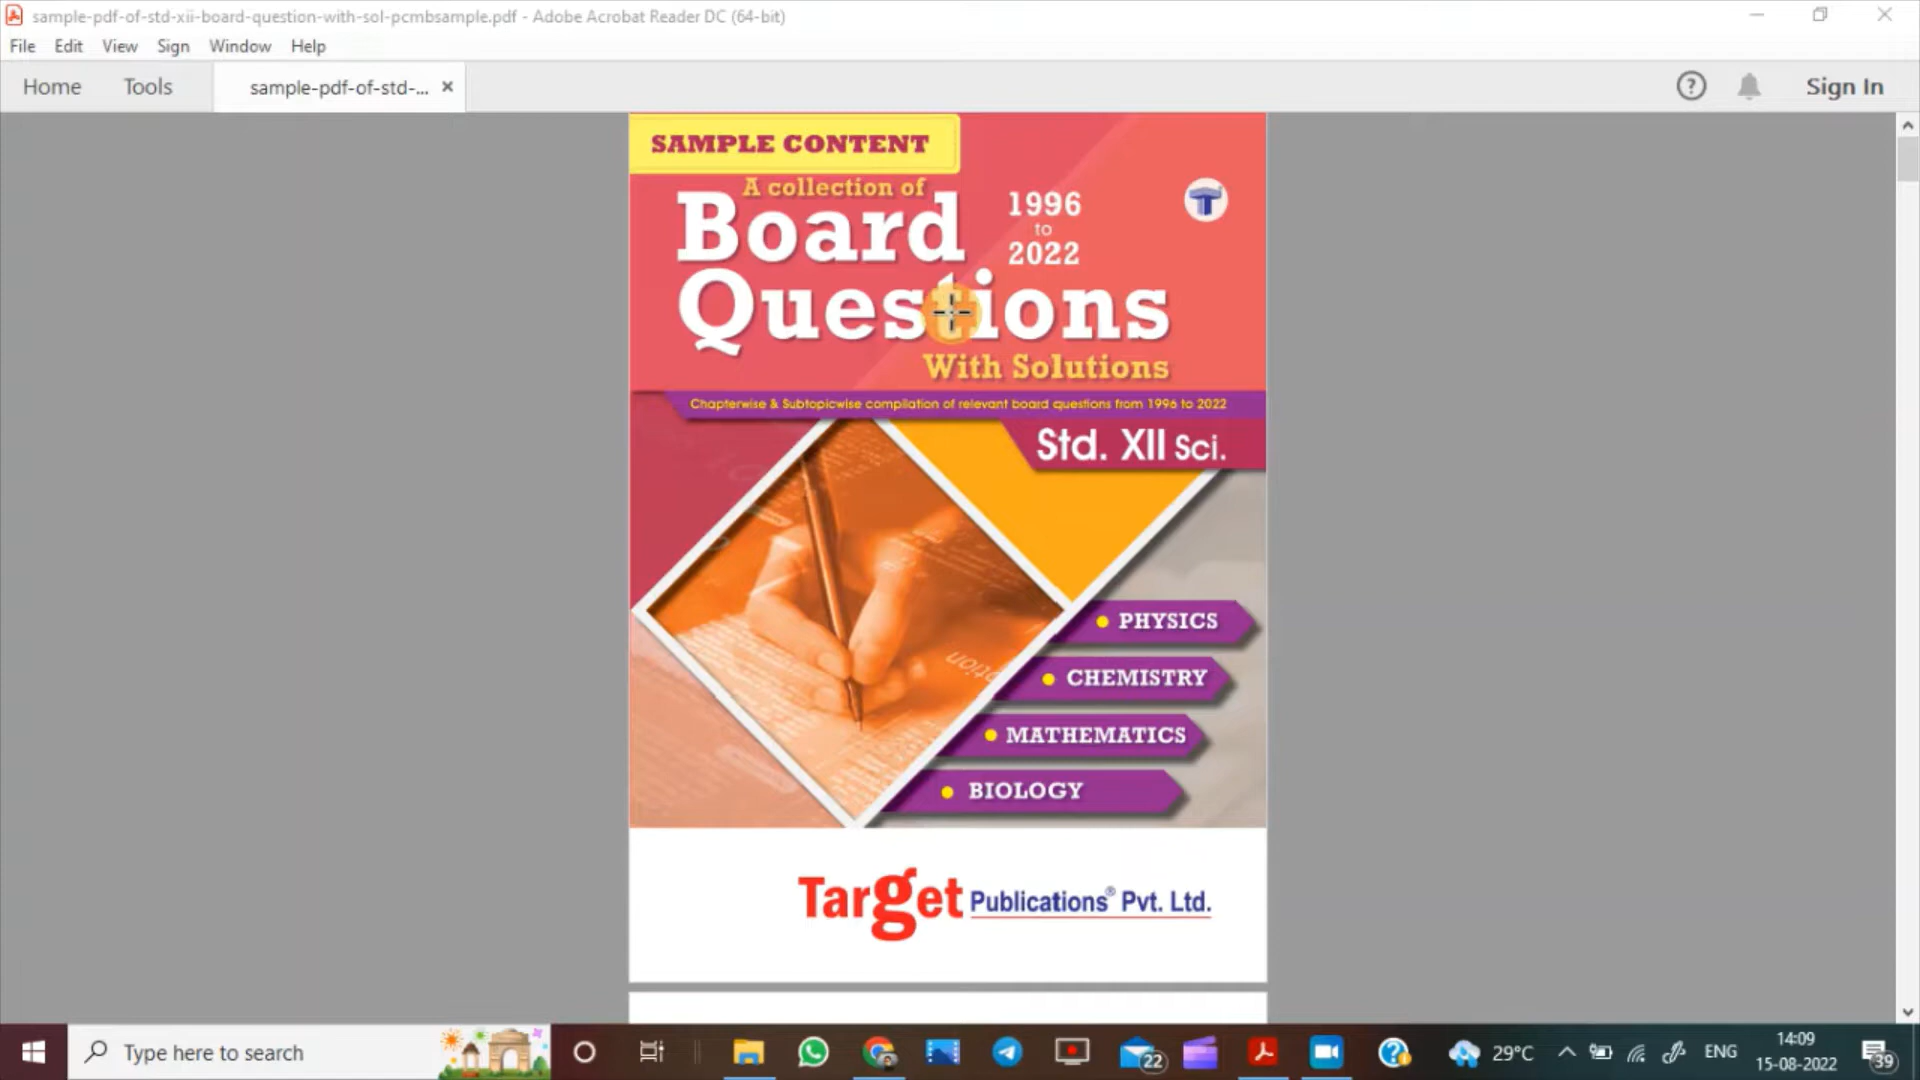 sample-pdf-of-std-xii-board-question-with-sol-pcmbsample.pdf - Adobe Acrobat Reader DC (64-bit)
File Edit View Sign Window Help
Home Tools sample-pdf-of-std-... × Sign In
SAMPLE CONTENT
A collection of
Board 1996
to
2022
Questions
With Solutions
Chapterwise & Subtopicwise compilation of relevant board questions from 1996 to 2022
Std. XII Sci.
PHYSICS
CHEMISTRY
MATHEMATICS
BIOLOGY
Target Publications® Pvt. Ltd.
Type here to search
22
29°C
ENG
14:09
15-08-2022
39